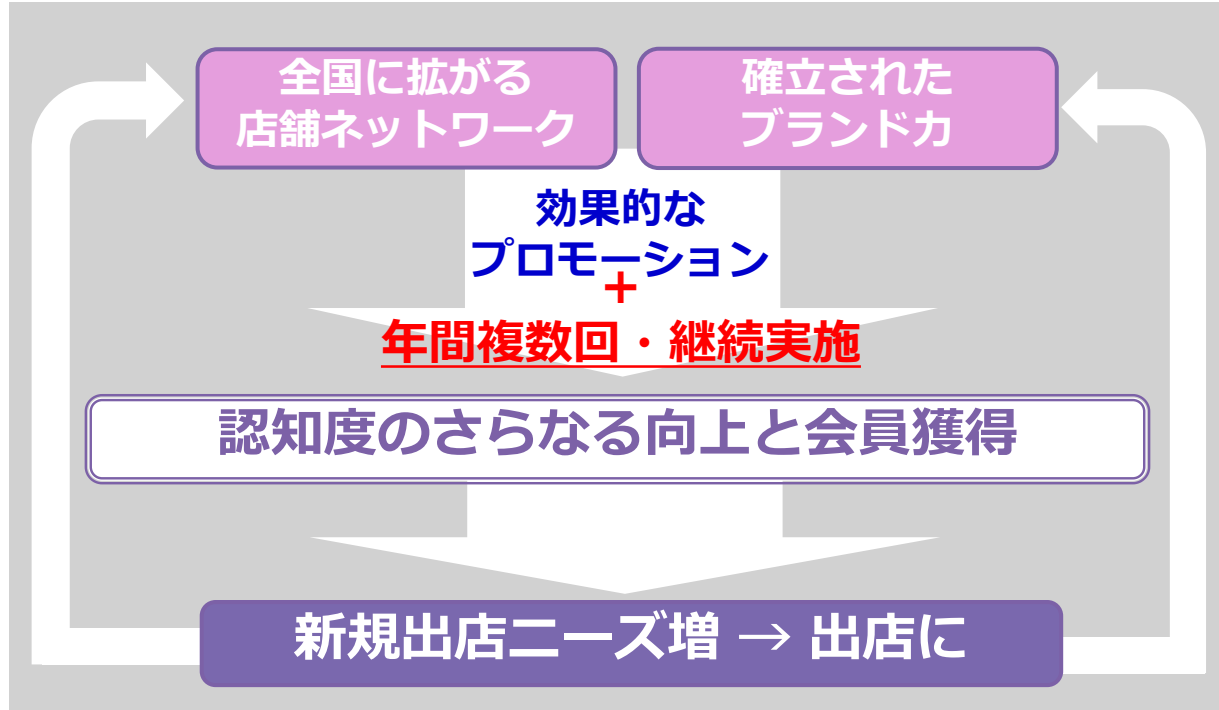 全国に拡がる
店舗ネットワーク
確立された
ブランド力
効果的な
プロモーション
+
年間複数回・継続実施
認知度のさらなる向上と会員獲得
新規出店ニーズ増 → 出店に